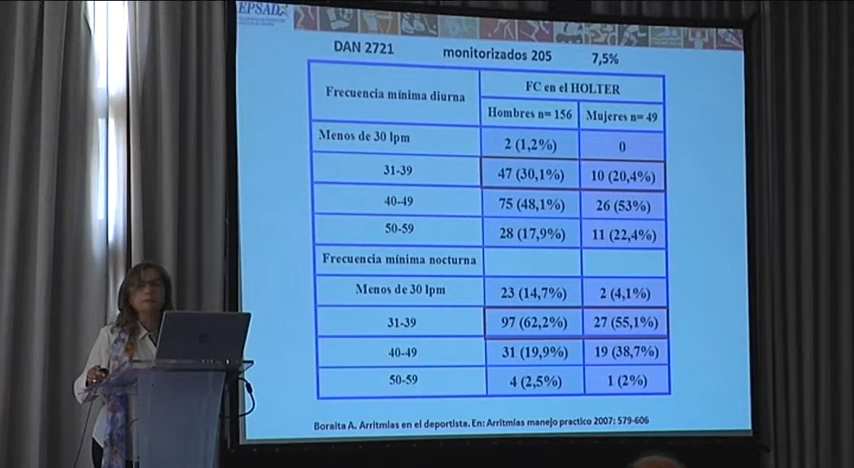 EPSAD
DAN 2721 monitorizados 205 7,5%
Frecuencia mínima diurna FC en el HOLTER
Hombres n= 156 Mujeres n= 49
Menos de 30 lpm 2 (1,2%) 0
31-39 47 (30,1%) 10 (20,4%)
40-49 75 (48,1%) 26 (53%)
50-59 28 (17,9%) 11 (22,4%)
Frecuencia mínima nocturna
Menos de 30 lpm 23 (14,7%) 2 (4,1%)
31-39 97 (62,2%) 27 (55,1%)
40-49 31 (19,9%) 19 (38,7%)
50-59 4 (2,5%) 1 (2%)
Boraita A. Arritmias en el deportista. En: Arritmias manejo practico 2007: 579-606